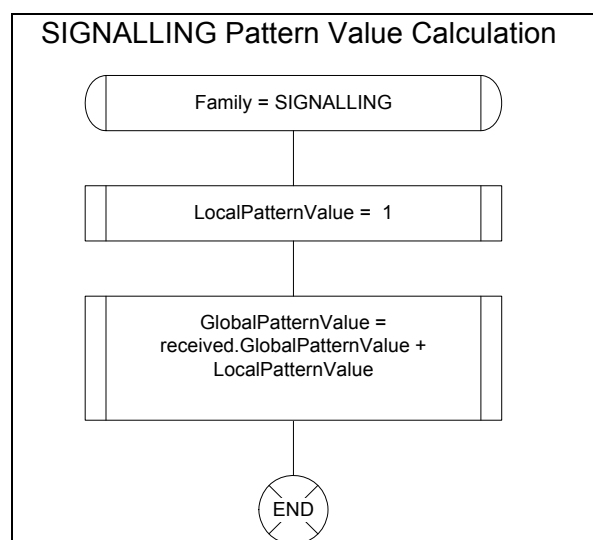 SIGNALLING Pattern Value Calculation
Family = SIGNALLING
LocalPatternValue =  1
GlobalPatternValue =
received.GlobalPatternValue +
LocalPatternValue
END